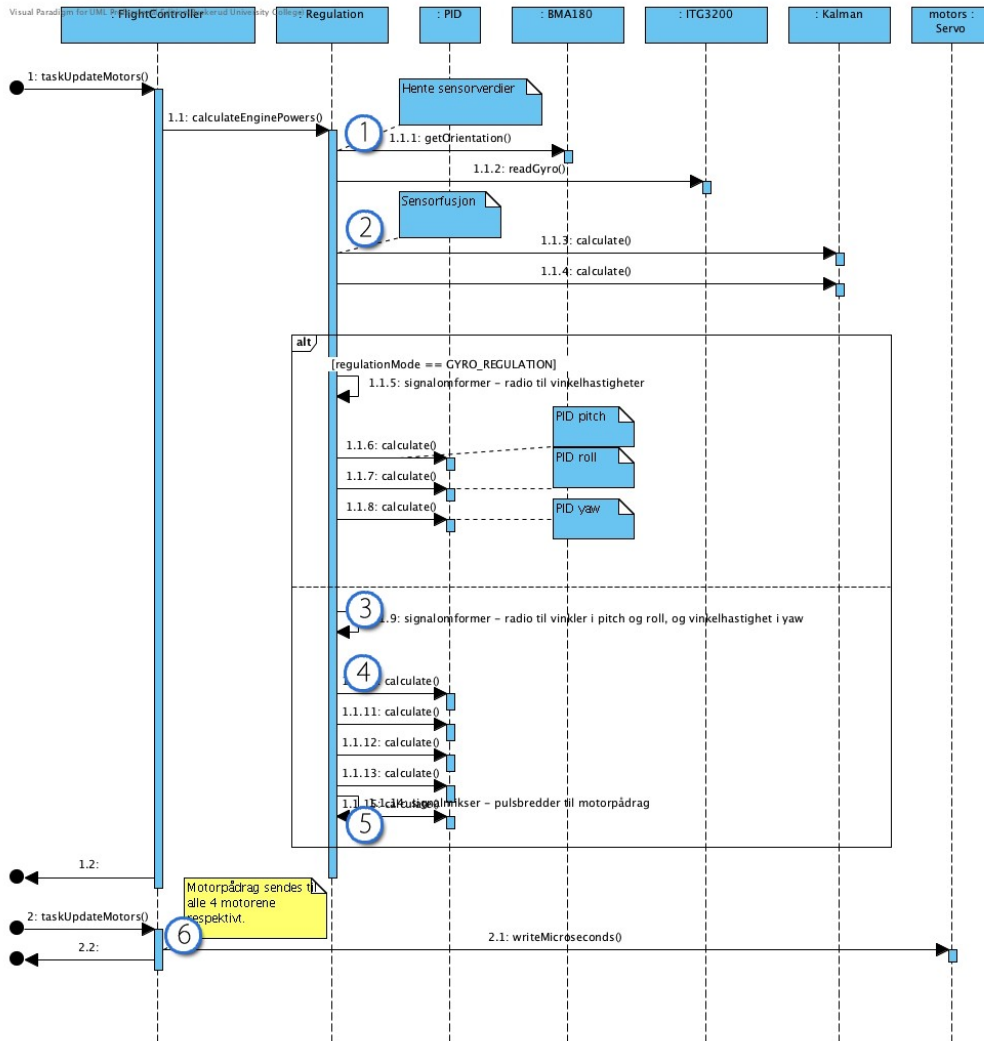 Visual Paradigm for UML
: FlightController
: Regulation
: PID
: BMA180
: ITG3200
: Kalman
motors :
Servo
1: taskUpdateMotors()
Hente sensorverdier
1.1: calculateEnginePowers()
1
1.1.1: getOrientation()
1.1.2: readGyro()
Sensorfusjon
2
1.1.3: calculate()
1.1.4: calculate()
alt
[regulationMode == GYRO_REGULATION]
1.1.5: signalomformer - radio til vinkelhastigheter
PID pitch
1.1.6: calculate()
PID roll
1.1.7: calculate()
1.1.8: calculate()
PID yaw
3
signalomformer - radio til vinkler i pitch og roll, og vinkelhastighet i yaw
4
calculate()
1.1.11: calculate()
1.1.12: calculate()
1.1.13: calculate()
- pulsbredder til motorpådrag
5
1.2:
Motorpådrag sendes til
alle 4 motorene
respektivt.
2: taskUpdateMotors()
6
2.1: writeMicroseconds()
2.2: